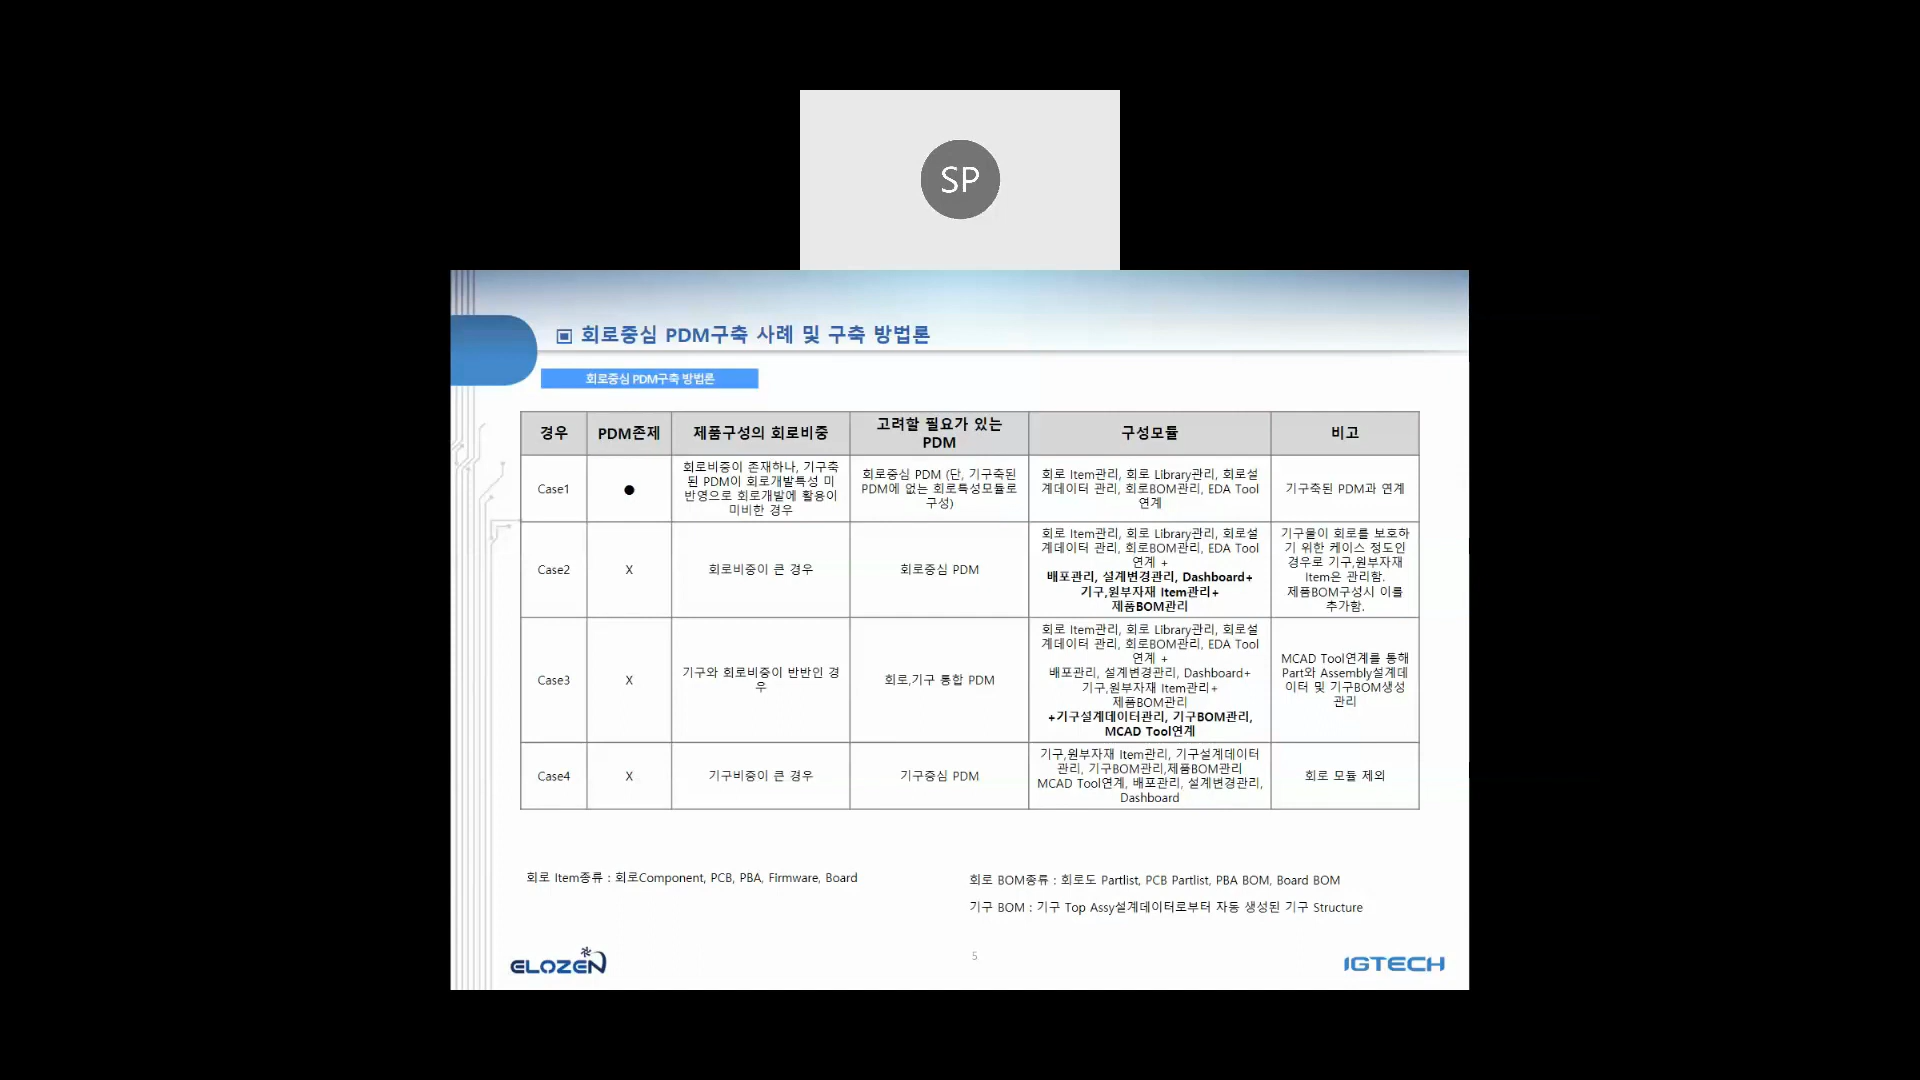 SP
회로중심 PDM구축 사례 및 구축 방법론
회로중심 PDM구축 방법론
경우
PDM존재
제품구성의 회로비중
고려할 필요가 있는
PDM
구성모듈
비고
Case1
●
회로비중이 존재하나, 기구축
된 PDM이 회로개발특성 미
반영으로 회로개발에 활용이
미비한 경우
회로중심 PDM (단, 기구축된
PDM에 없는 회로특성모듈로
구성)
회로 Item관리, 회로 Library관리, 회로설
계데이터 관리, 회로BOM관리, EDA Tool
연계
기구축된 PDM과 연계
Case2
X
회로비중이 큰 경우
회로중심 PDM
회로 Item관리, 회로 Library관리, 회로설
계데이터 관리, 회로BOM관리, EDA Tool
연계 +
배포관리, 설계변경관리, Dashboard+
기구,원부자재 Item관리+
제품BOM관리
기구물이 회로를 보호하
기 위한 케이스 정도인
경우로 기구,원부자재
Item은 관리함.
제품BOM구성시 이를
추가함.
Case3
X
기구와 회로비중이 반반인 경
우
회로,기구 통합 PDM
회로 Item관리, 회로 Library관리, 회로설
계데이터 관리, 회로BOM관리, EDA Tool
연계 +
배포관리, 설계변경관리, Dashboard+
기구,원부자재 Item관리+
제품BOM관리
+기구설계데이터관리, 기구BOM관리,
MCAD Tool연계
MCAD Tool연계를 통해
Part와 Assembly설계데
이터 및 기구BOM생성
관리
Case4
X
기구비중이 큰 경우
기구중심 PDM
기구,원부자재 Item관리, 기구설계데이터
관리, 기구BOM관리,제품BOM관리
MCAD Tool연계, 배포관리, 설계변경관리,
Dashboard
회로 모듈 제외
회로 Item종류 : 회로Component, PCB, PBA, Firmware, Board
회로 BOM종류 : 회로도 Partlist, PCB Partlist, PBA BOM, Board BOM
기구 BOM : 기구 Top Assy설계데이터로부터 자동 생성된 기구 Structure
ELOZEN
5
IGTECH